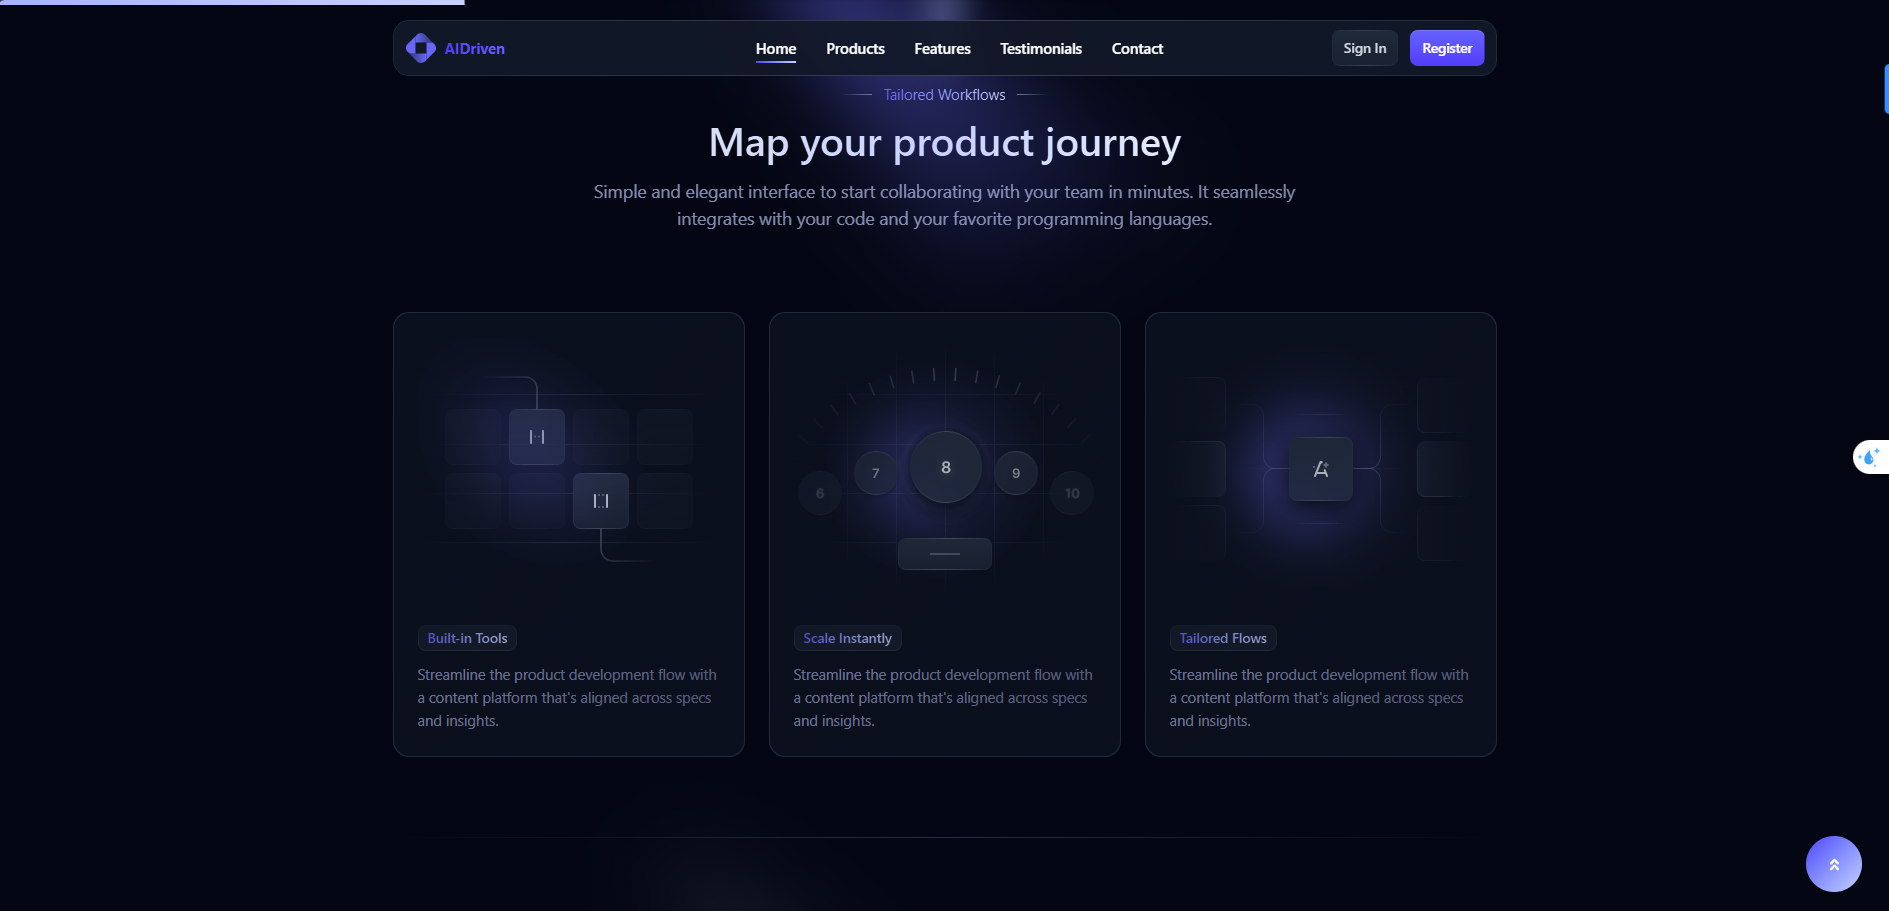 AIDriven
Home
Products
Features
Testimonials
Contact
Sign In
Register
Tailored Workflows
Map your product journey
Simple and elegant interface to start collaborating with your team in minutes. It seamlessly
integrates with your code and your favorite programming languages.
6
7
8
9
10
Built-in Tools
Streamline the product development flow with
a content platform that's aligned across specs
and insights.
Scale Instantly
Streamline the product development flow with
a content platform that's aligned across specs
and insights.
Tailored Flows
Streamline the product development flow with
a content platform that's aligned across specs
and insights.